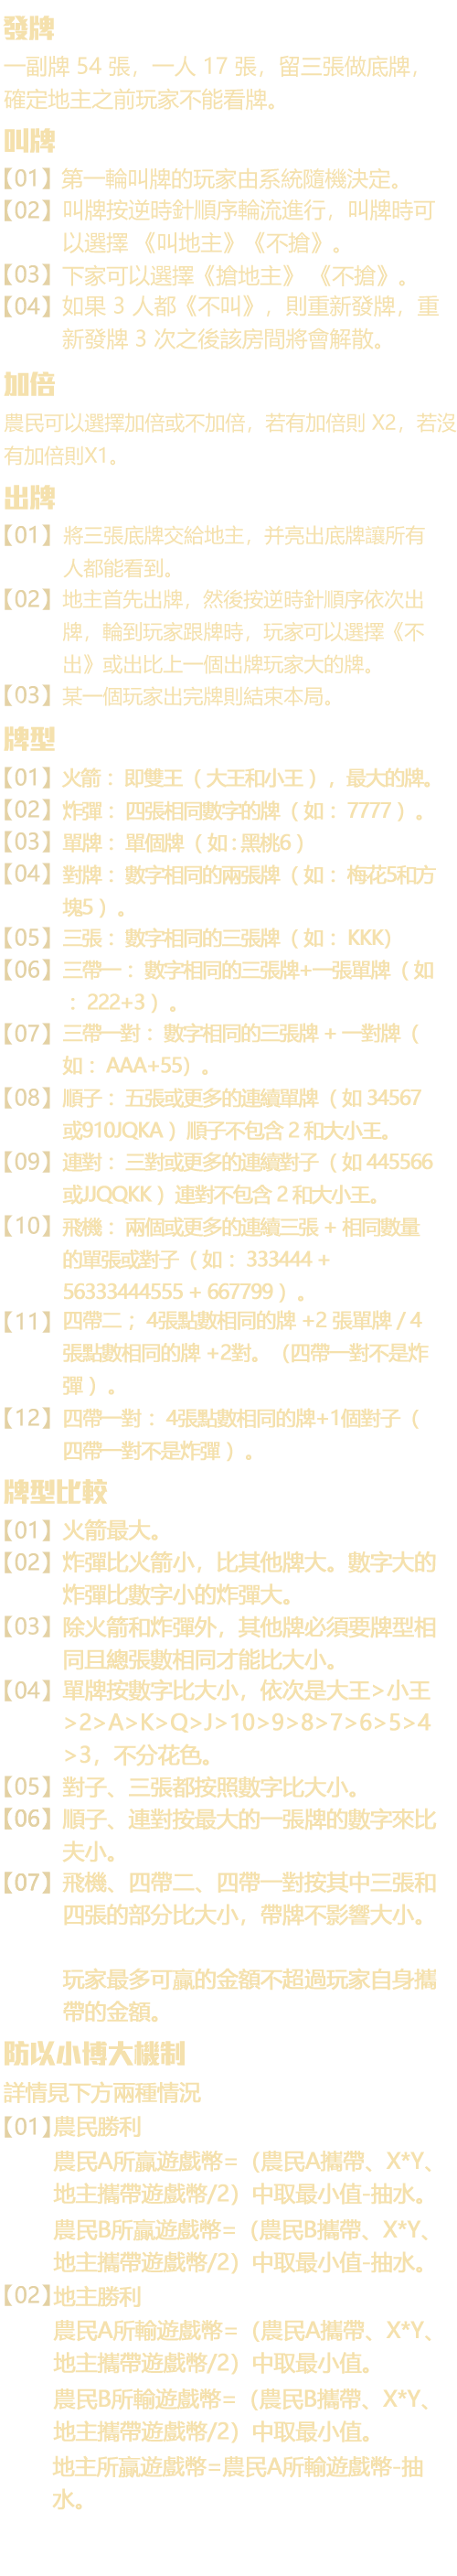 發牌
一副牌 54 張，一人 17 張，留三張做底牌，
確定地主之前玩家不能看牌。
叫牌
【01】第一輪叫牌的玩家由系統隨機決定。
【02】叫牌按逆時針順序輪流進行，叫牌時可
以選擇 《叫地主》《不搶》。
【03】下家可以選擇《搶地主》 《不搶》。
【04】如果 3 人都《不叫》，則重新發牌，重
新發牌 3 次之後該房間將會解散。
加倍
農民可以選擇加倍或不加倍，若有加倍則 X2，若沒
有加倍則X1。
出牌
【01】將三張底牌交給地主，并亮出底牌讓所有
人都能看到。
【02】地主首先出牌，然後按逆時針順序依次出
牌，輪到玩家跟牌時，玩家可以選擇《不
出》或出比上一個出牌玩家大的牌。
【03】某一個玩家出完牌則結束本局。
牌型
【01】火箭： 即雙王（大王和小王），最大的牌。
【02】炸彈： 四張相同數字的牌（如： 7777 ）。
【03】單牌： 單個牌（如 : 黑桃6 ）
【04】對牌： 數字相同的兩張牌（如： 梅花5和方
塊5 ）。
【05】三張： 數字相同的三張牌（如： KKK）
【06】三帶一： 數字相同的三張牌+一張單牌（如
： 222+3 ）。
【07】三帶一對： 數字相同的三張牌 + 一對牌（
如： AAA+55）。
【08】順子： 五張或更多的連續單牌（如 34567
或910JQKA ）順子不包含 2 和大小王。
【09】連對： 三對或更多的連續對子（如 445566
或JJQQKK ）連對不包含 2 和大小王。
【10】飛機： 兩個或更多的連續三張 + 相同數量
的單張或對子（如： 333444 +
56333444555 + 667799 ）。
【11】四帶二； 4張點數相同的牌 +2 張單牌 / 4
張點數相同的牌 +2對。（四帶一對不是炸
彈 ）。
【12】四帶一對： 4張點數相同的牌+1個對子（
四帶一對不是炸彈 ）。
牌型比較
【01】火箭最大。
【02】炸彈比火箭小，比其他牌大。數字大的
炸彈比數字小的炸彈大。
【03】除火箭和炸彈外，其他牌必須要牌型相
同且總張數相同才能比大小。
【04】單牌按數字比大小，依次是大王>小王
>2>A>K>Q>J>10>9>8>7>6>5>4
>3，不分花色。
【05】對子、三張都按照數字比大小。
【06】順子、連對按最大的一張牌的數字來比
夫小。
【07】飛機、四帶二、四帶一對按其中三張和
四張的部分比大小，帶牌不影響大小。
玩家最多可贏的金額不超過玩家自身攜
帶的金額。
防以小博大機制
詳情見下方兩種情況
【01】農民勝利
農民A所贏遊戲幣=（農民A攜帶、X*Y、
地主攜帶遊戲幣/2）中取最小值-抽水。
農民B所贏遊戲幣=（農民B攜帶、X*Y、
地主攜帶遊戲幣/2）中取最小值-抽水。
【02】地主勝利
農民A所輸遊戲幣=（農民A攜帶、X*Y、
地主攜帶遊戲幣/2）中取最小值。
農民B所輸遊戲幣=（農民B攜帶、X*Y、
地主攜帶遊戲幣/2）中取最小值。
地主所贏遊戲幣=農民A所輸遊戲幣-抽
水。